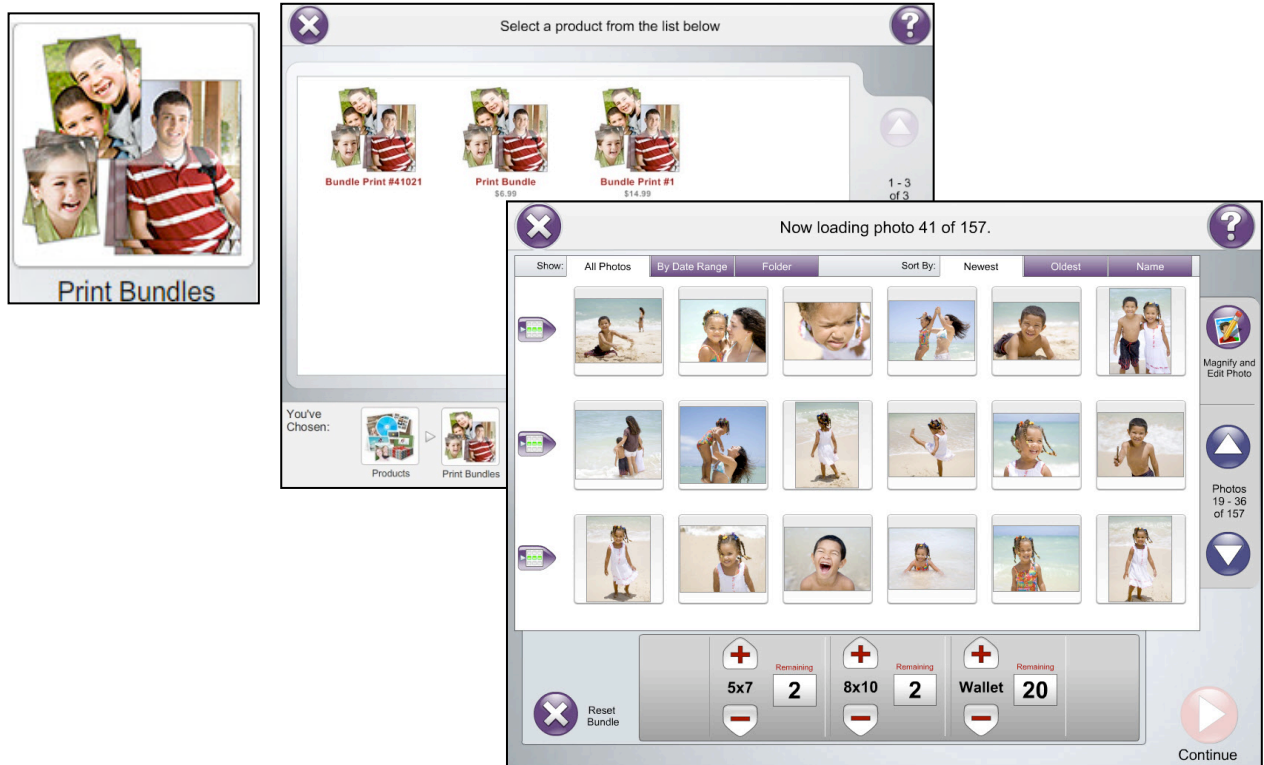 Print Bundles
Select a product from the list below
Bundle Print #41021
Print Bundle
$6.99
Bundle Print #1
$14.99
1 - 3
of 3
You've
Chosen:
Products
Print Bundles
Now loading photo 41 of 157.
Show:
All Photos
By Date Range
Folder
Sort By:
Newest
Oldest
Name
Magnify and
Edit Photo
Photos
19 - 36
of 157
Reset
Bundle
5x7
Remaining
2
8x10
Remaining
2
Wallet
Remaining
20
Continue